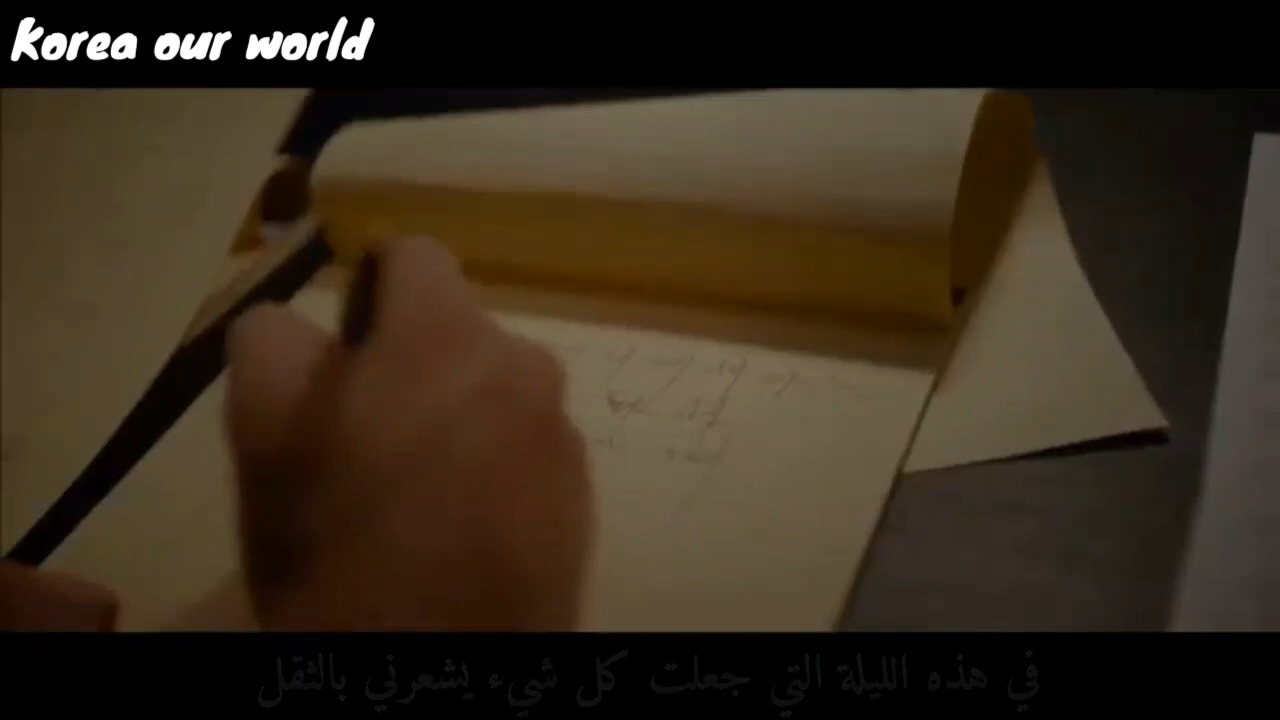 Korea our world
في هذه الليلة التي جعلت كل شيء يشعرني بالثقل